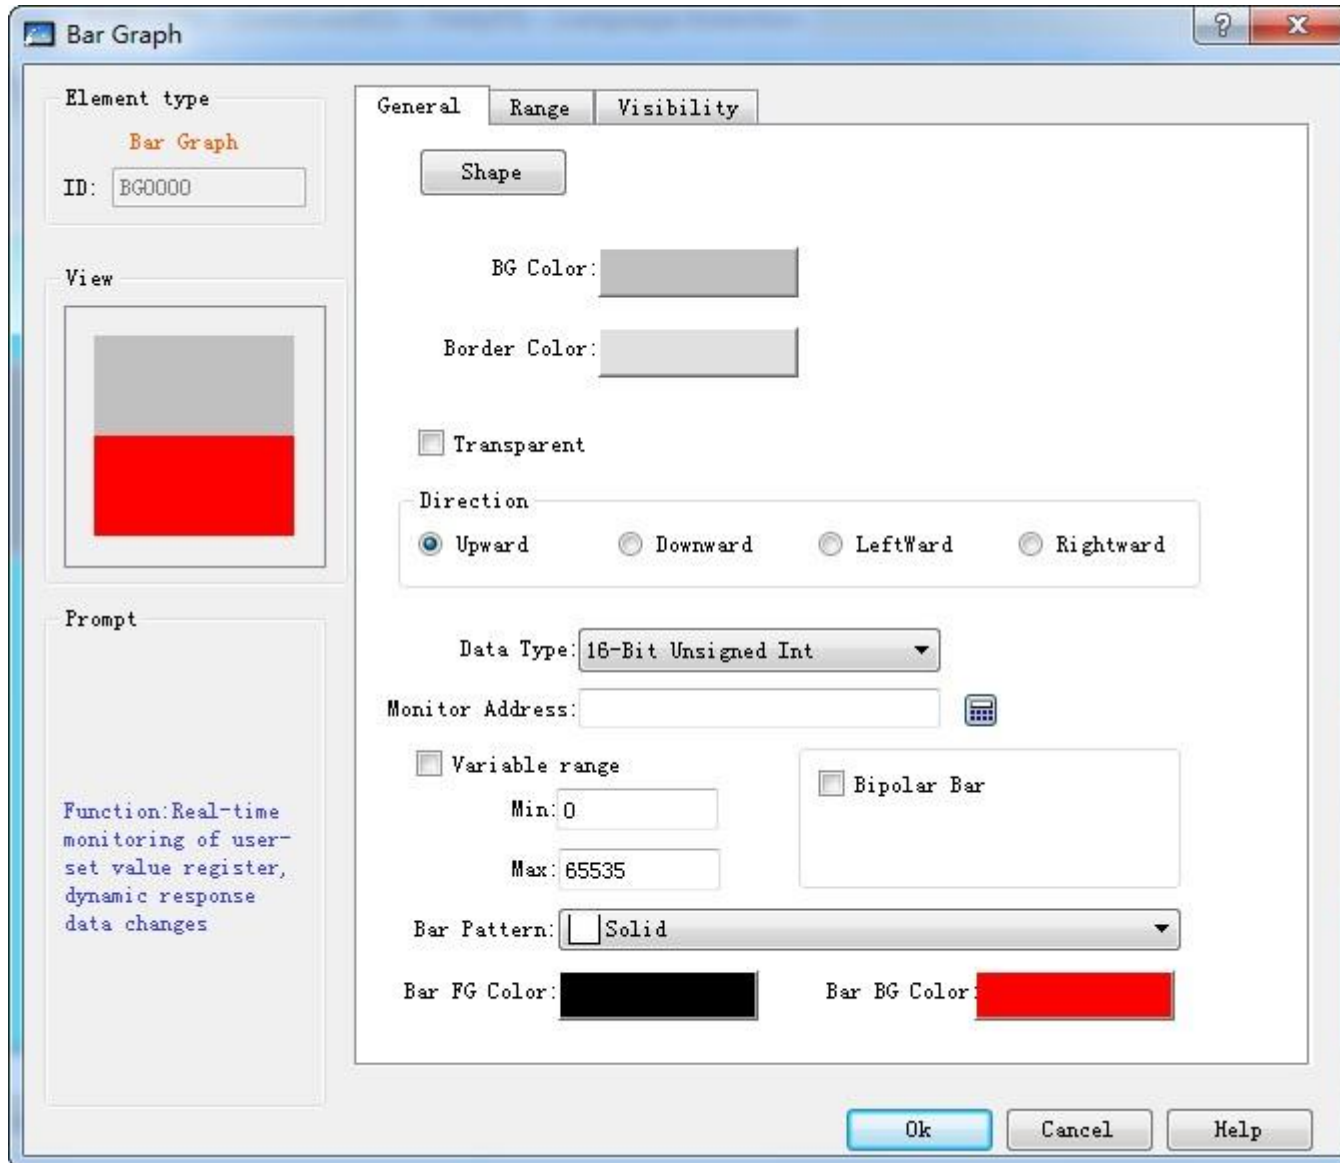 Bar Graph
?
X
Element type
Bar Graph
ID: BG0000
View
Prompt
Function:Real-time
monitoring of user-
set value register,
dynamic response
data changes
General Range Visibility
Shape
BG Color:
Border Color:
Transparent
Direction
Upward Downward LeftWard Rightward
Data Type: 16-Bit Unsigned Int
Monitor Address:
Variable range
Min: 0
Max: 65535
Bipolar Bar
Bar Pattern: Solid
Bar FG Color: Bar BG Color:
Ok Cancel Help